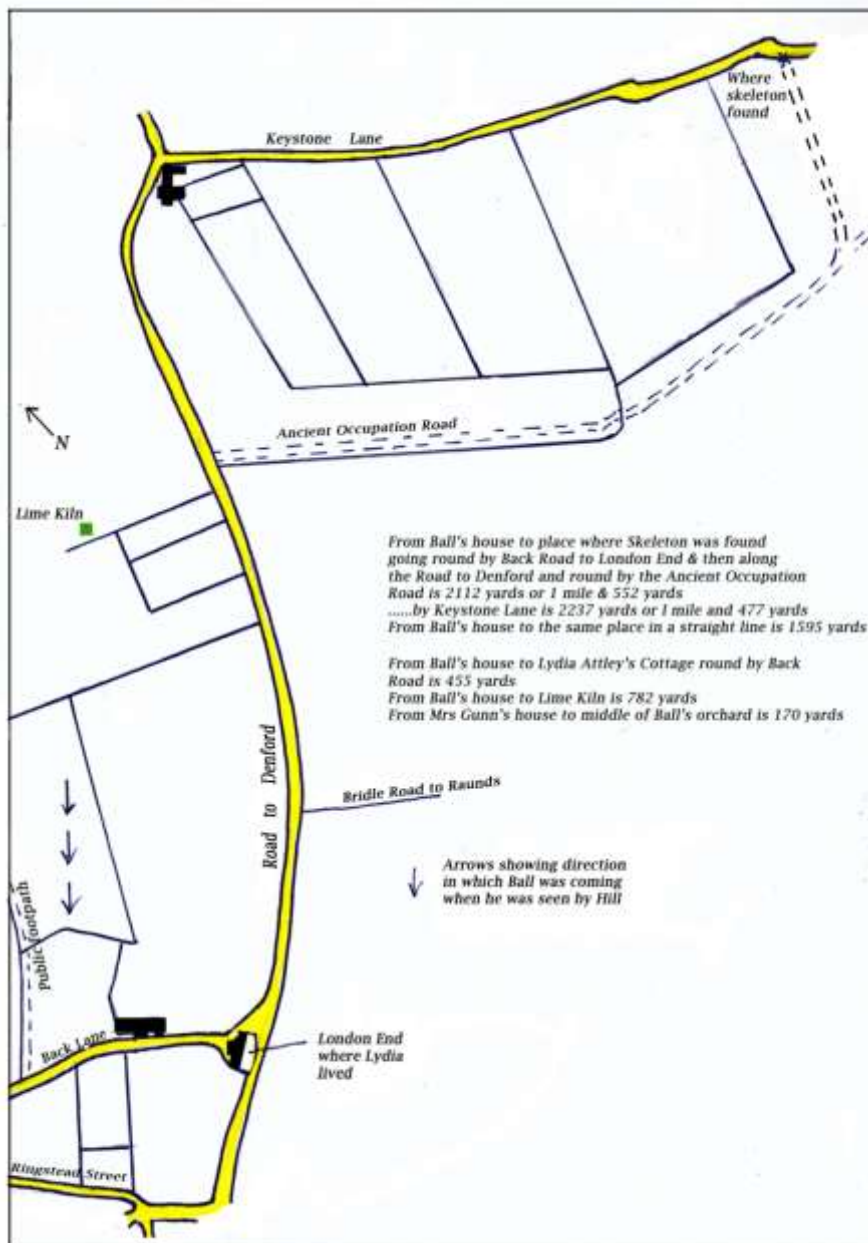 Where
skeleton
found
Keystone Lane
Ancient Occupation Road
N
Lime Kiln
From Ball's house to place where Skeleton was found
going round by Back Road to London End & then along
the Road to Denford and round by the Ancient Occupation
Road is 2112 yards or 1 mile & 552 yards
......by Keystone Lane is 2237 yards or 1 mile and 477 yards
From Ball's house to the same place in a straight line is 1595 yards
From Ball's house to Lydia Attley's Cottage round by Back
Road is 455 yards
From Ball's house to Lime Kiln is 782 yards
From Mrs Gunn's house to middle of Ball's orchard is 170 yards
Road to Denford
Bridle Road to Raunds
Arrows showing direction
in which Ball was coming
when he was seen by Hill
Public footpath
Back Lane
London End
where Lydia
lived
Ringstead Street